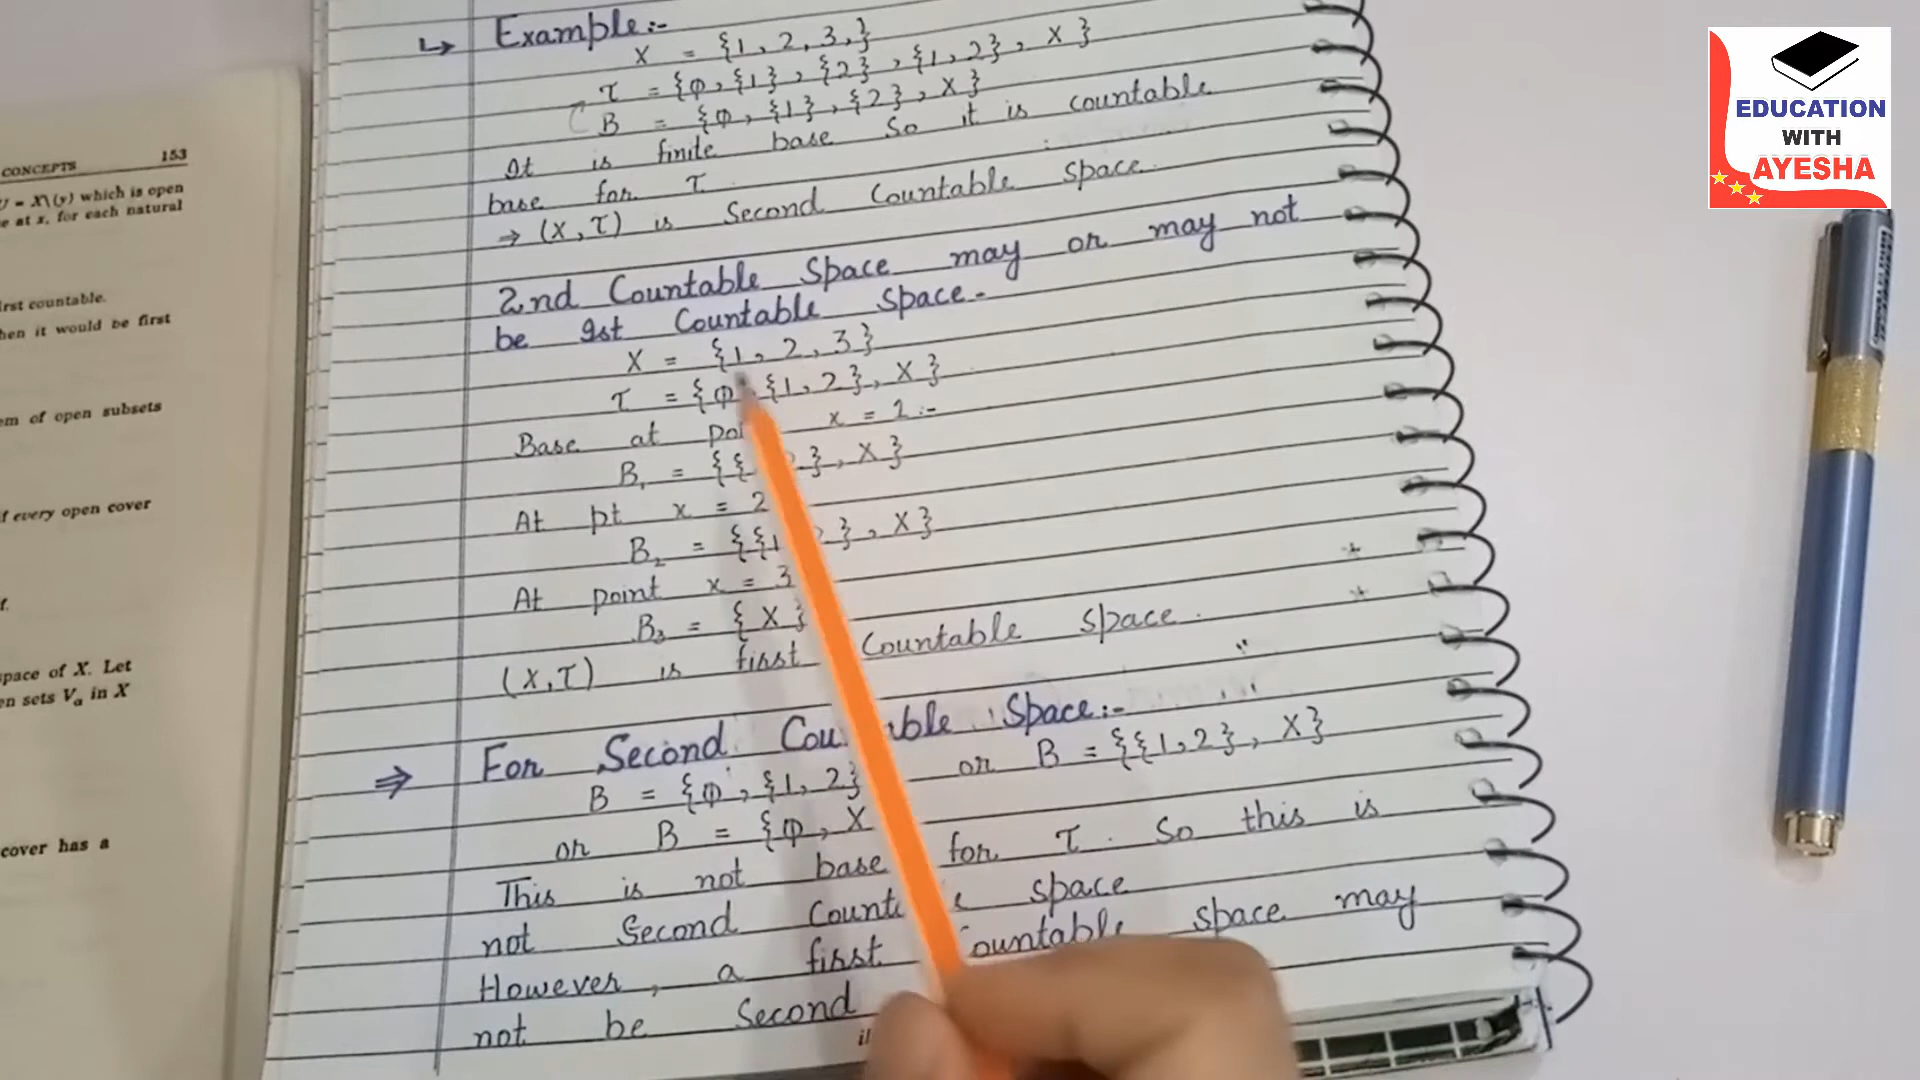 CONCEPTS 153
U = X\(y) which is open
e at x, for each natural
irst countable.
hen it would be first
em of open subsets
f every open cover
f.
space of X. Let
en sets Vα in X
cover has a
↳ Example:-
X = {1, 2, 3,}
τ = {φ, {1}, {2}, {1, 2}, X}
B = {φ, {1}, {2}, X}
It is finite base So it is countable
base for τ.
⇒ (X, τ) is Second Countable Space.
2nd Countable Space may or may not
be 1st Countable Space.
X = {1, 2, 3}
τ = {φ, {1, 2}, X}
Base at x = 1 :-
B₁ = {{ }, X}
At pt x = 2
B₂ = {{1 }, X}
At point x = 3
B₃ = {X}
(X, τ) is first Countable Space.
⇒ For Second Space:-
B = {φ, {1, 2} or B = {{1, 2}, X}
or B = {φ, X
This is not base for τ. So this is
not Second space
However, a first ountable space may
not be Second
EDUCATION
WITH
AYESHA